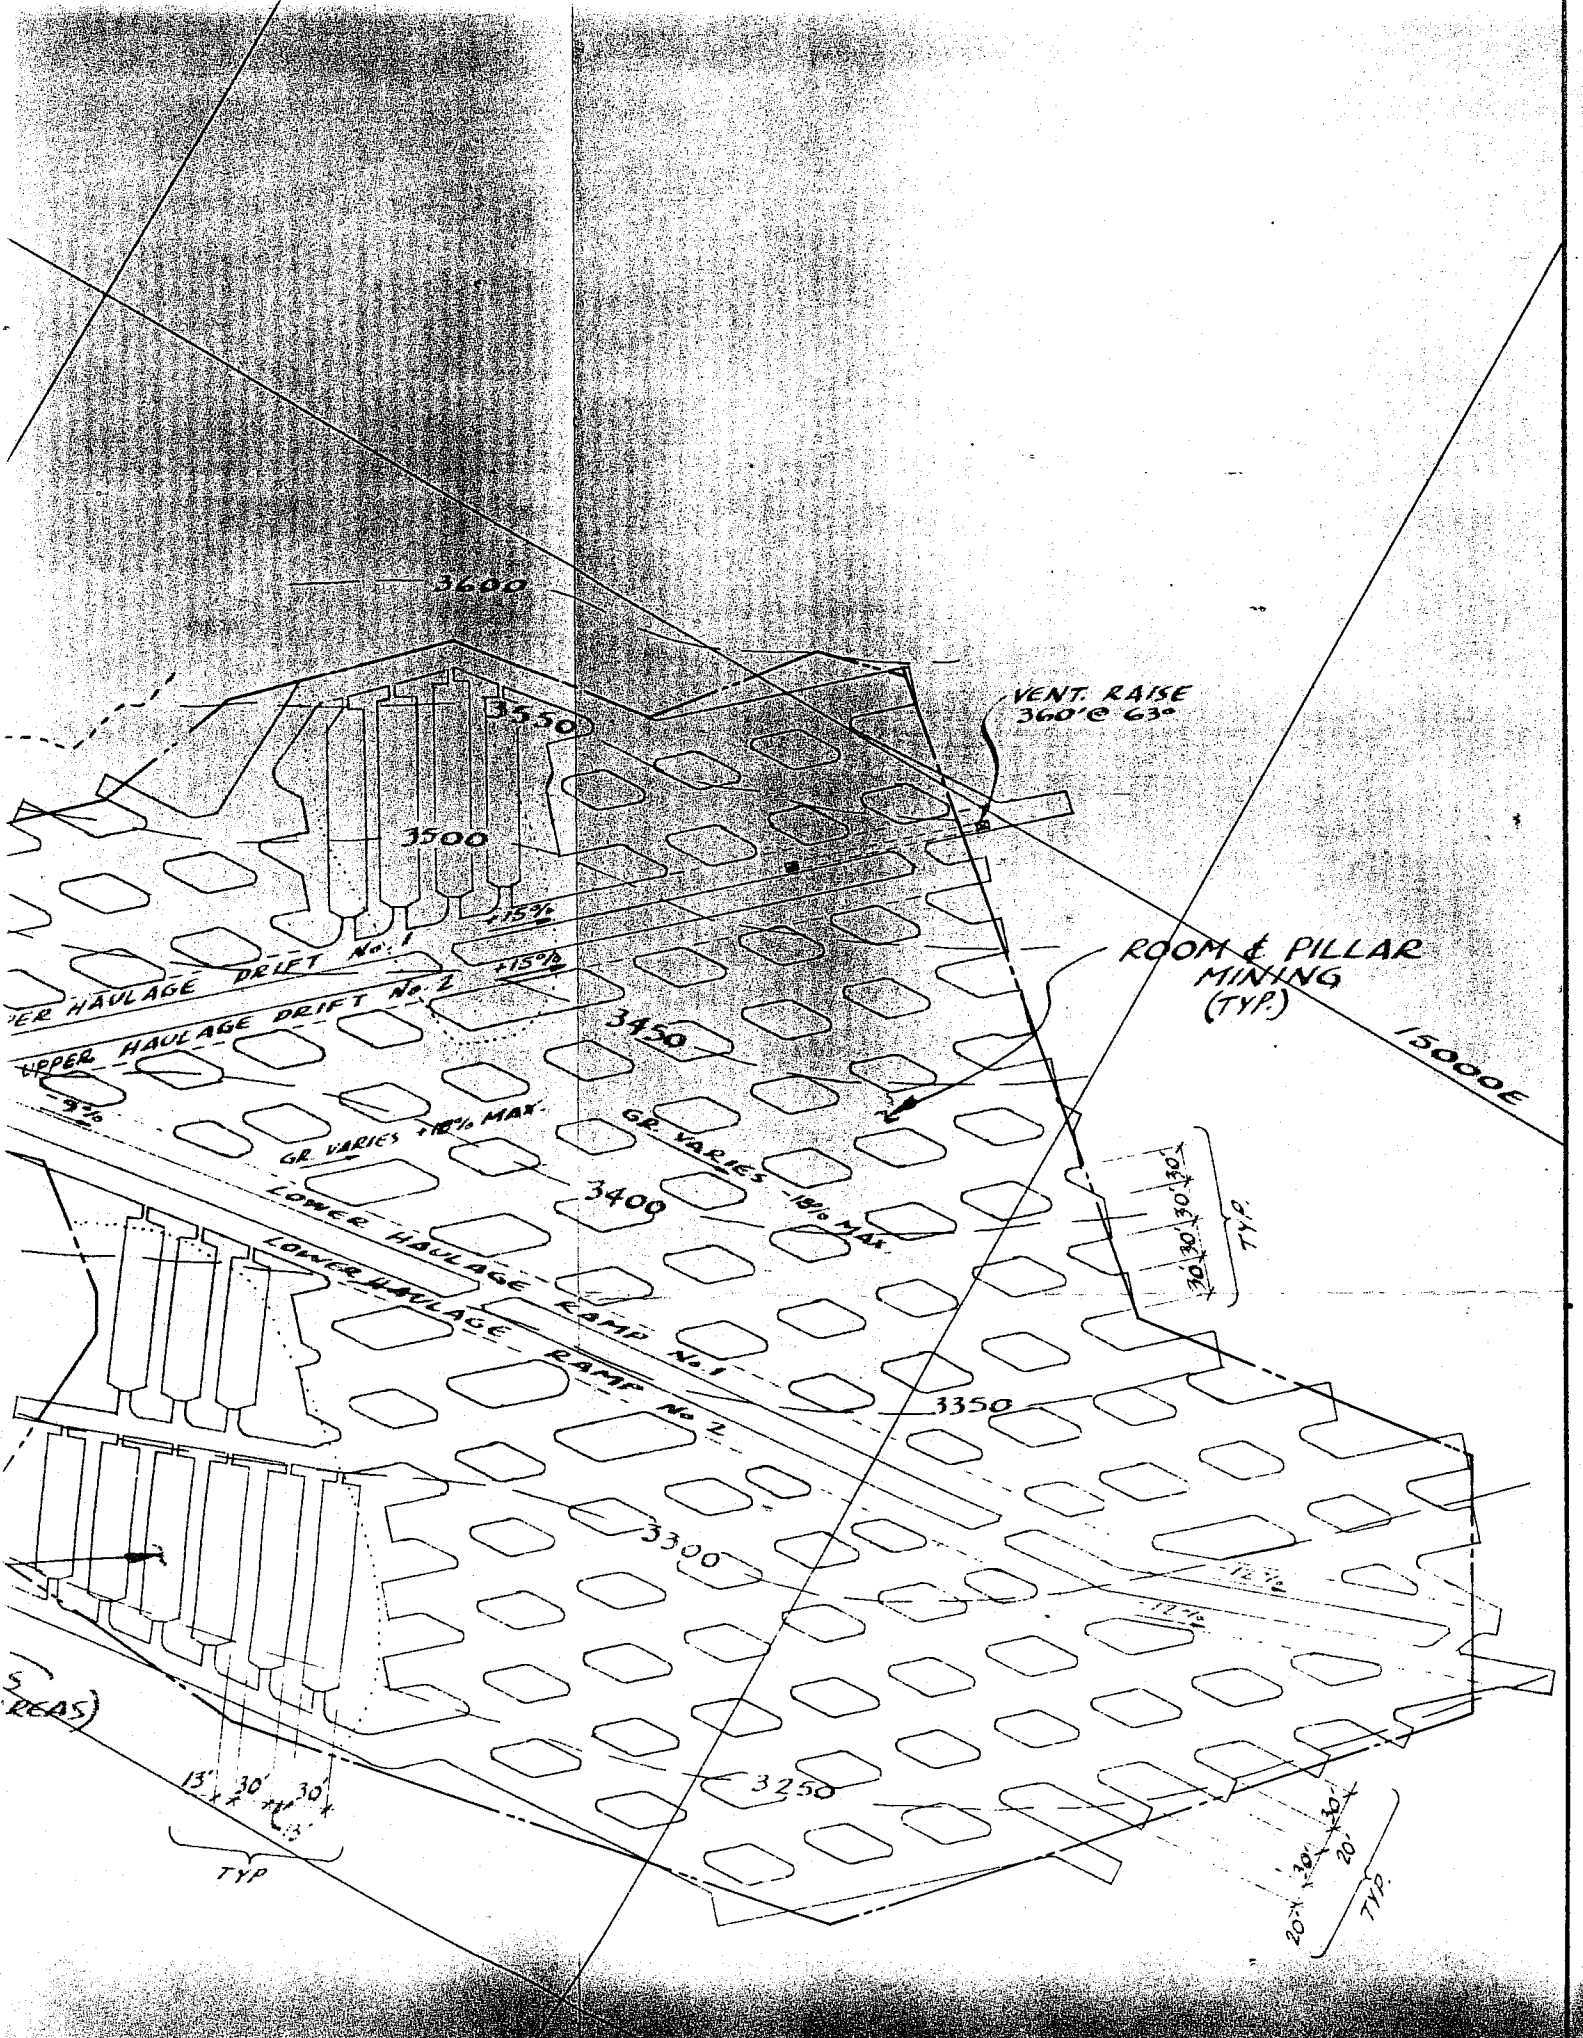 3600
VENT. RAISE
360' @ 63°
3550
3500
+15%
ROOM & PILLAR
MINING
(TYP.)
PER HAULAGE DRIFT No. 1
+15%
UPPER HAULAGE DRIFT No. 2
3450
15000E
-9%
GR. VARIES +18% MAX.
GR. VARIES -18% MAX.
30' 30' 30' 30'
TYP.
3400
LOWER HAULAGE RAMP No. 1
LOWER HAULAGE RAMP No 2
3350
3300
-12%
-12%
S
REAS)
13' 30' 13' 30'
TYP
3250
20' 30' 20' 30'
TYP.